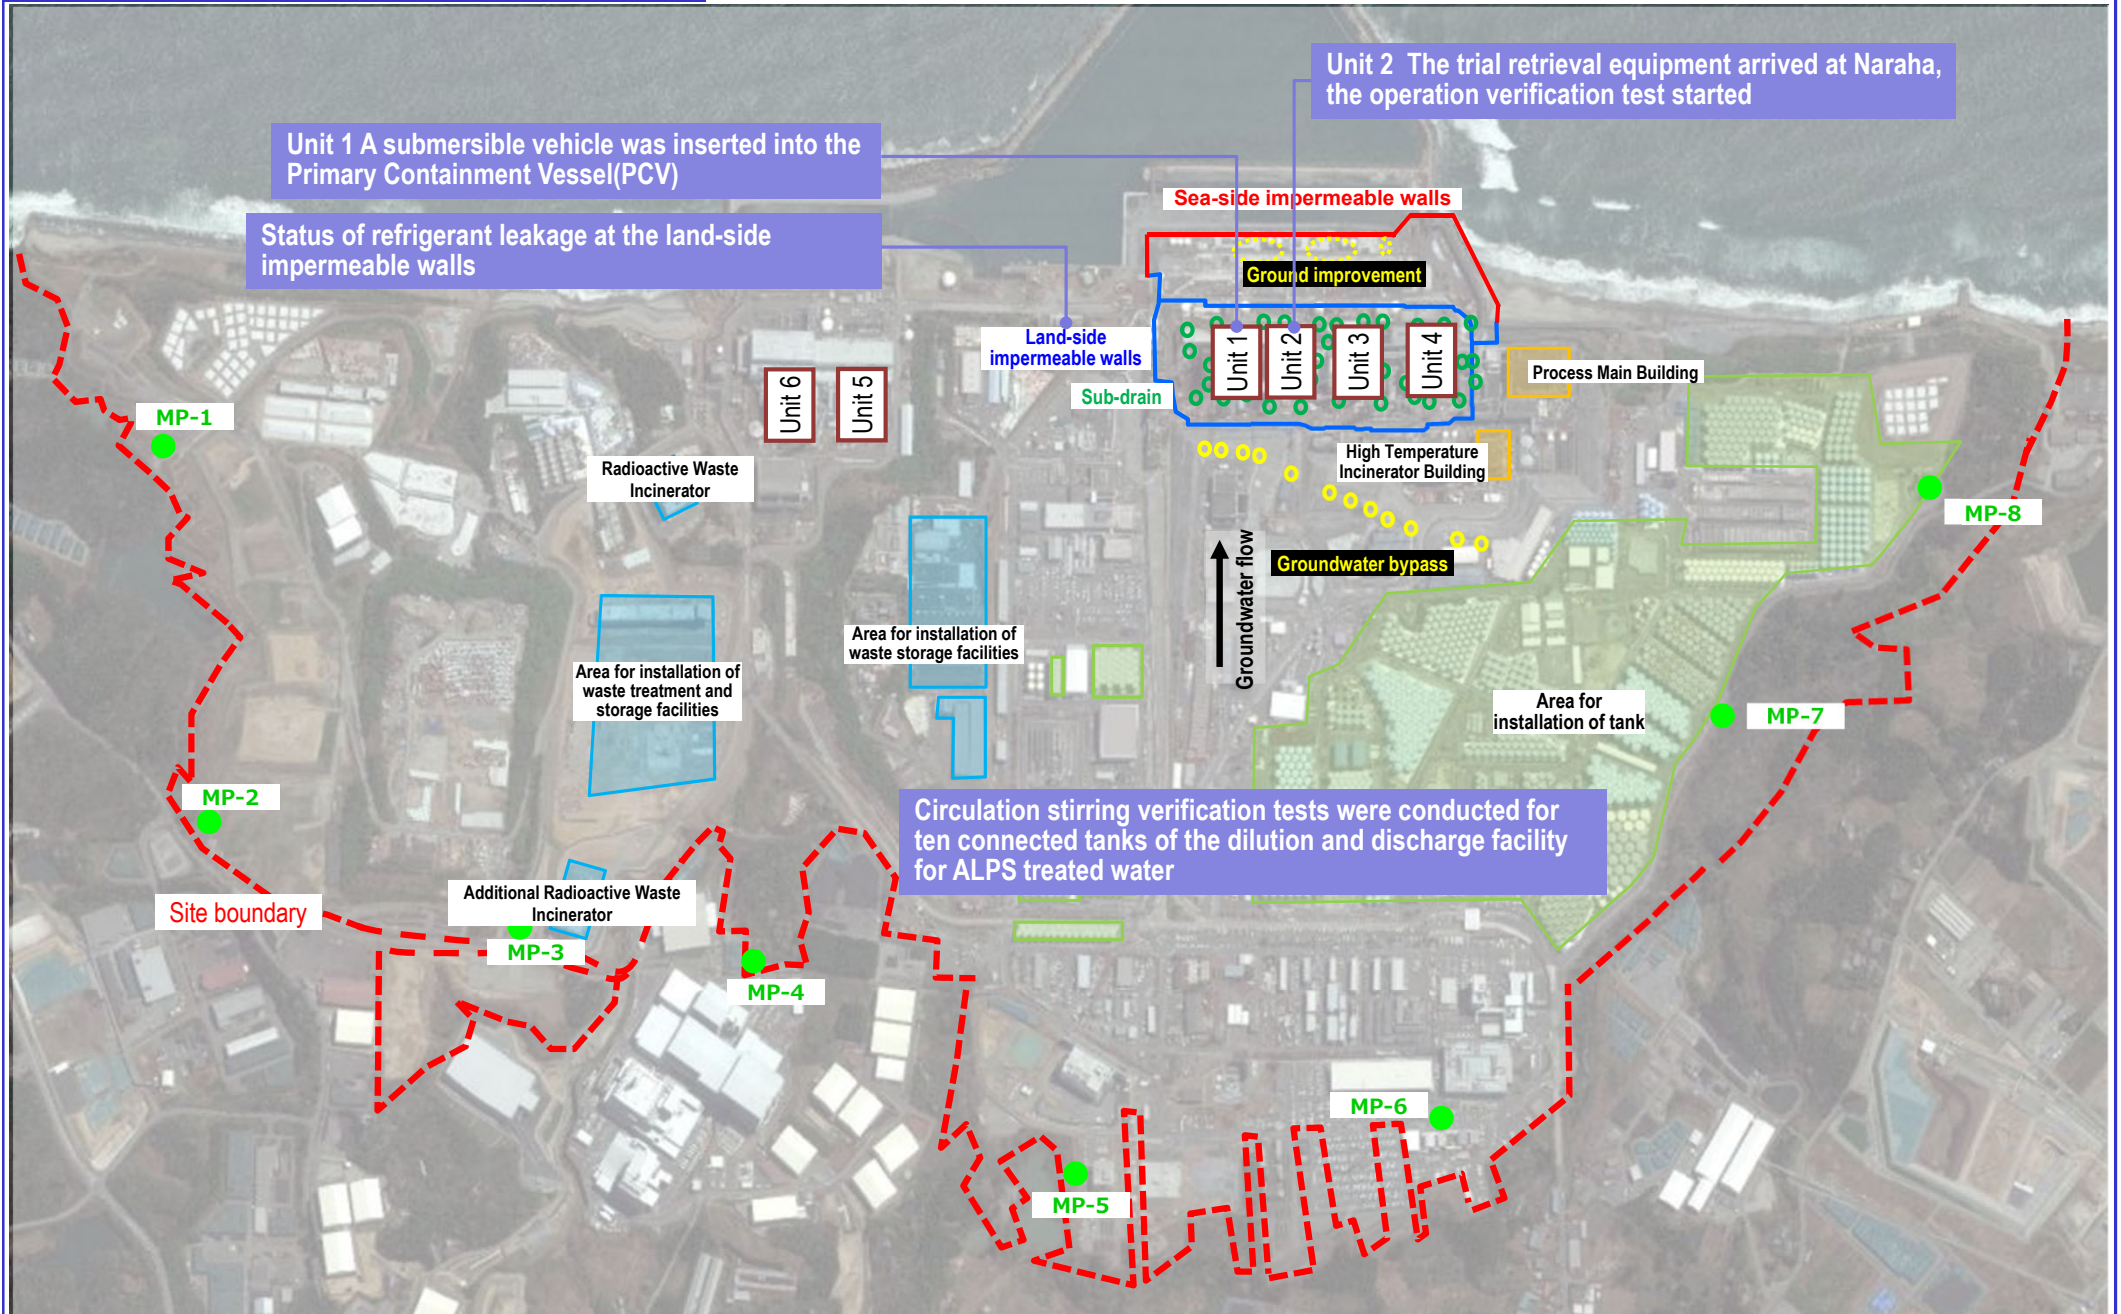 Unit 2 The trial retrieval equipment arrived at Naraha,
the operation verification test started
Unit 1 A submersible vehicle was inserted into the
Primary Containment Vessel(PCV)
Sea-side impermeable walls
Status of refrigerant leakage at the land-side
impermeable walls
Ground improvement
Land-side
impermeable walls
Unit 1
Unit 2
Unit 3
Unit 4
Process Main Building
Sub-drain
Unit 6
Unit 5
MP-1
High Temperature
Incinerator Building
Radioactive Waste
Incinerator
MP-8
Groundwater flow
Groundwater bypass
Area for installation of
waste storage facilities
Area for installation of
waste treatment and
storage facilities
Area for
installation of tank
MP-7
MP-2
Circulation stirring verification tests were conducted for
ten connected tanks of the dilution and discharge facility
for ALPS treated water
Additional Radioactive Waste
Incinerator
Site boundary
MP-3
MP-4
MP-6
MP-5